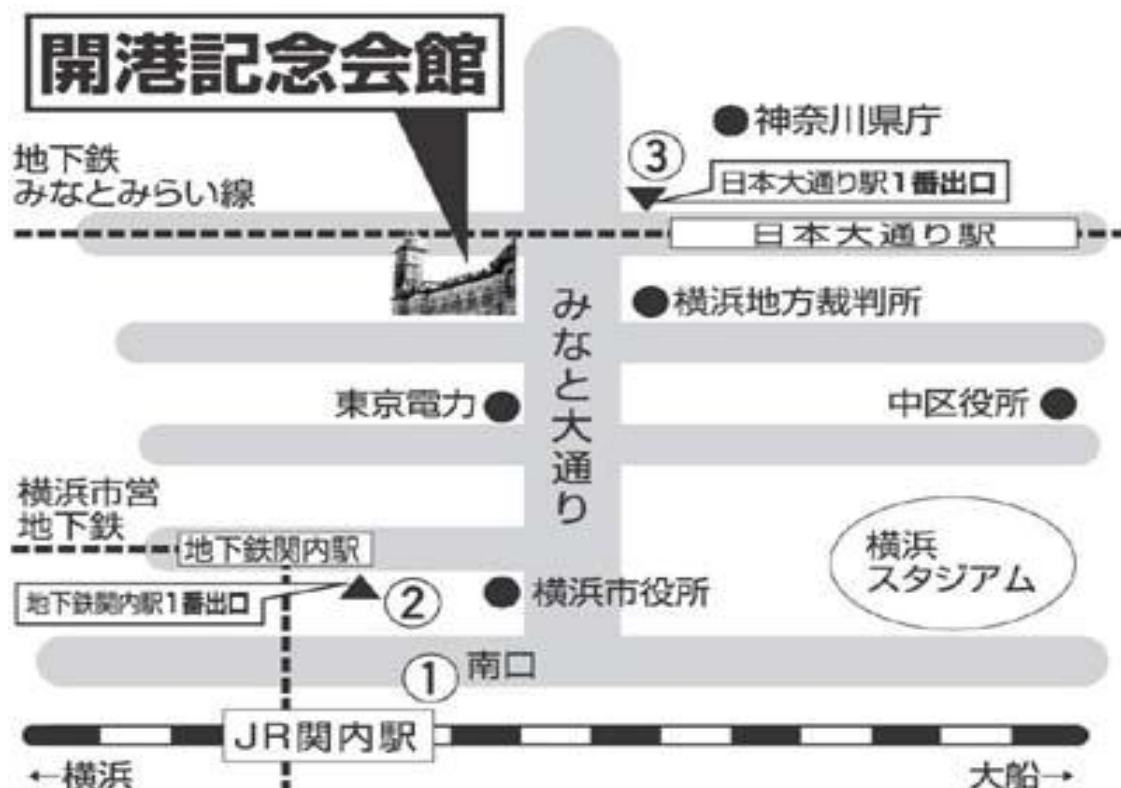 開港記念会館
神奈川県庁
地下鉄
みなとみらい線
③
日本大通り駅1番出口
日本大通り駅
みなと大通り
横浜地方裁判所
東京電力
中区役所
横浜市営
地下鉄
地下鉄関内駅
横浜
スタジアム
地下鉄関内駅1番出口
②
横浜市役所
①
南口
JR関内駅
←横浜
大船→